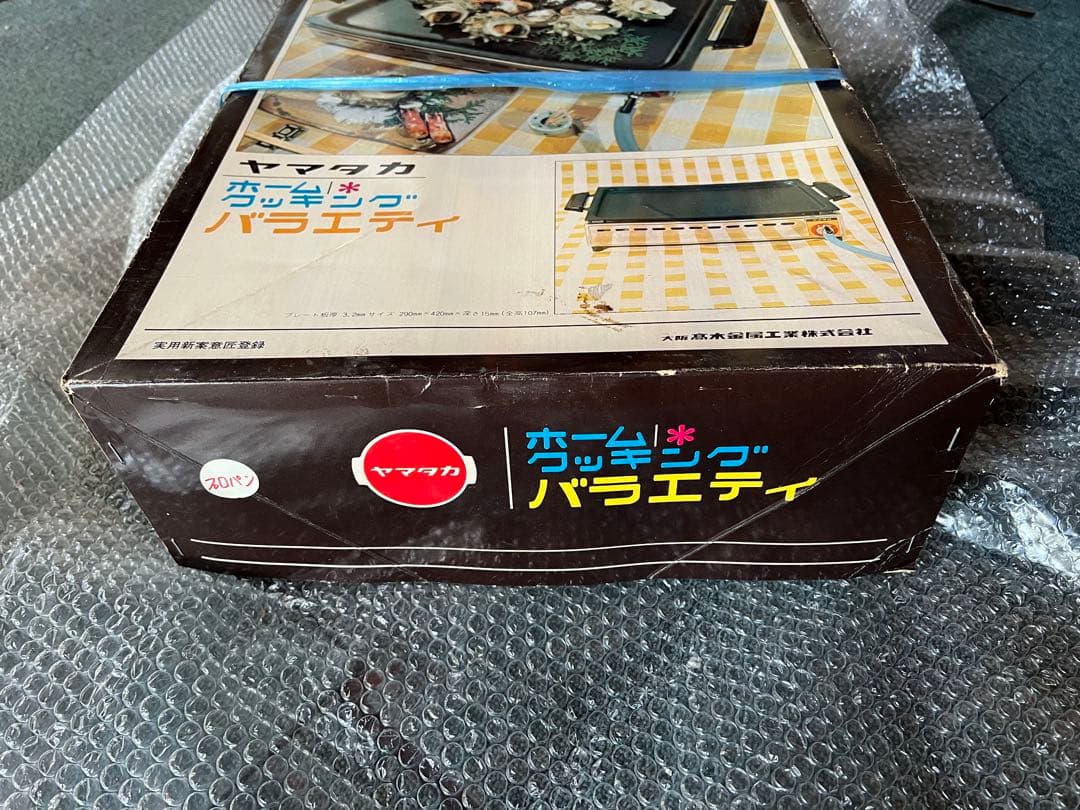 ヤマタカ
ホーム*
クッキング
バラエティ
プレート板厚 3.2mm サイズ 290mm×420mm×深さ15mm (全高107mm)
実用新案意匠登録
大阪 髙木金属工業株式会社
プロパン
ヤマタカ
ホーム*
クッキング
バラエティ